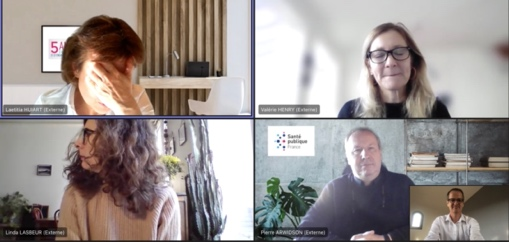 5A
Laetitia HUART (Externe)
Valérie HENRY (Externe)
Linda LASBEUR (Externe)
Santé
publique
France
Pierre ARWIDSON (Externe)